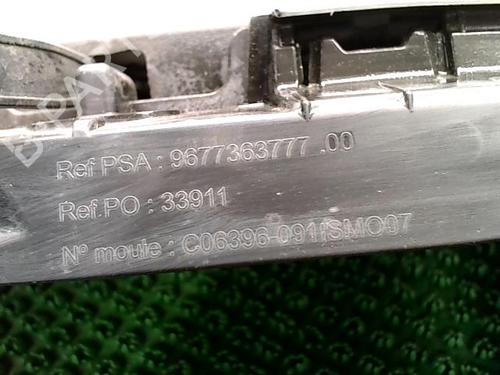 Ref PSA : 9677363777 .00
Ref.PO : 33911
N° moule : C06396-091ISMO07